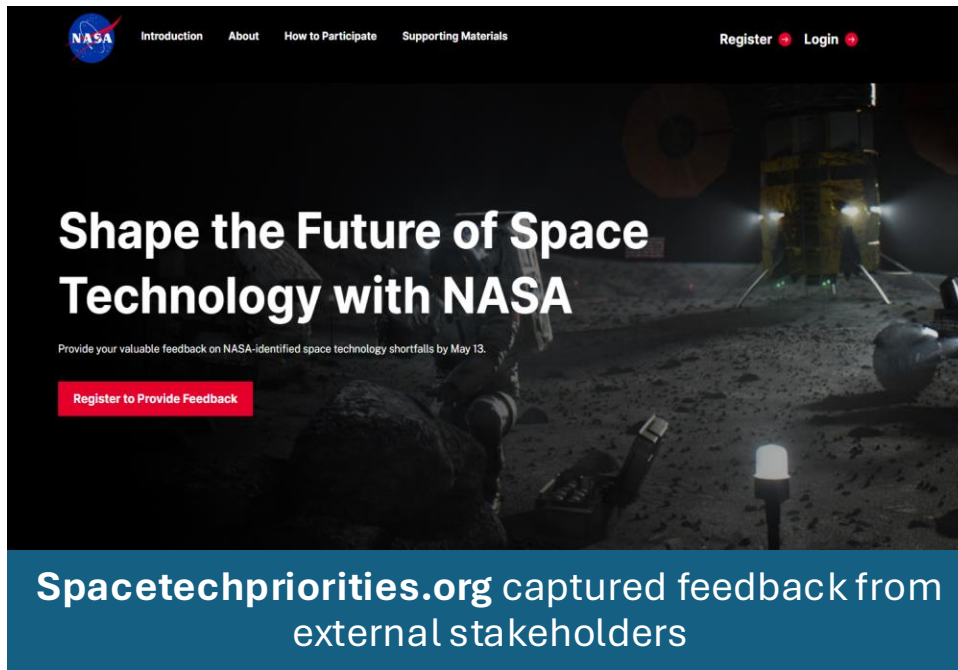 NASA
Introduction About How to Participate Supporting Materials
Register Login
Shape the Future of Space
Technology with NASA
Provide your valuable feedback on NASA-identified space technology shortfalls by May 13.
Register to Provide Feedback
Spacetechpriorities.org captured feedback from
external stakeholders